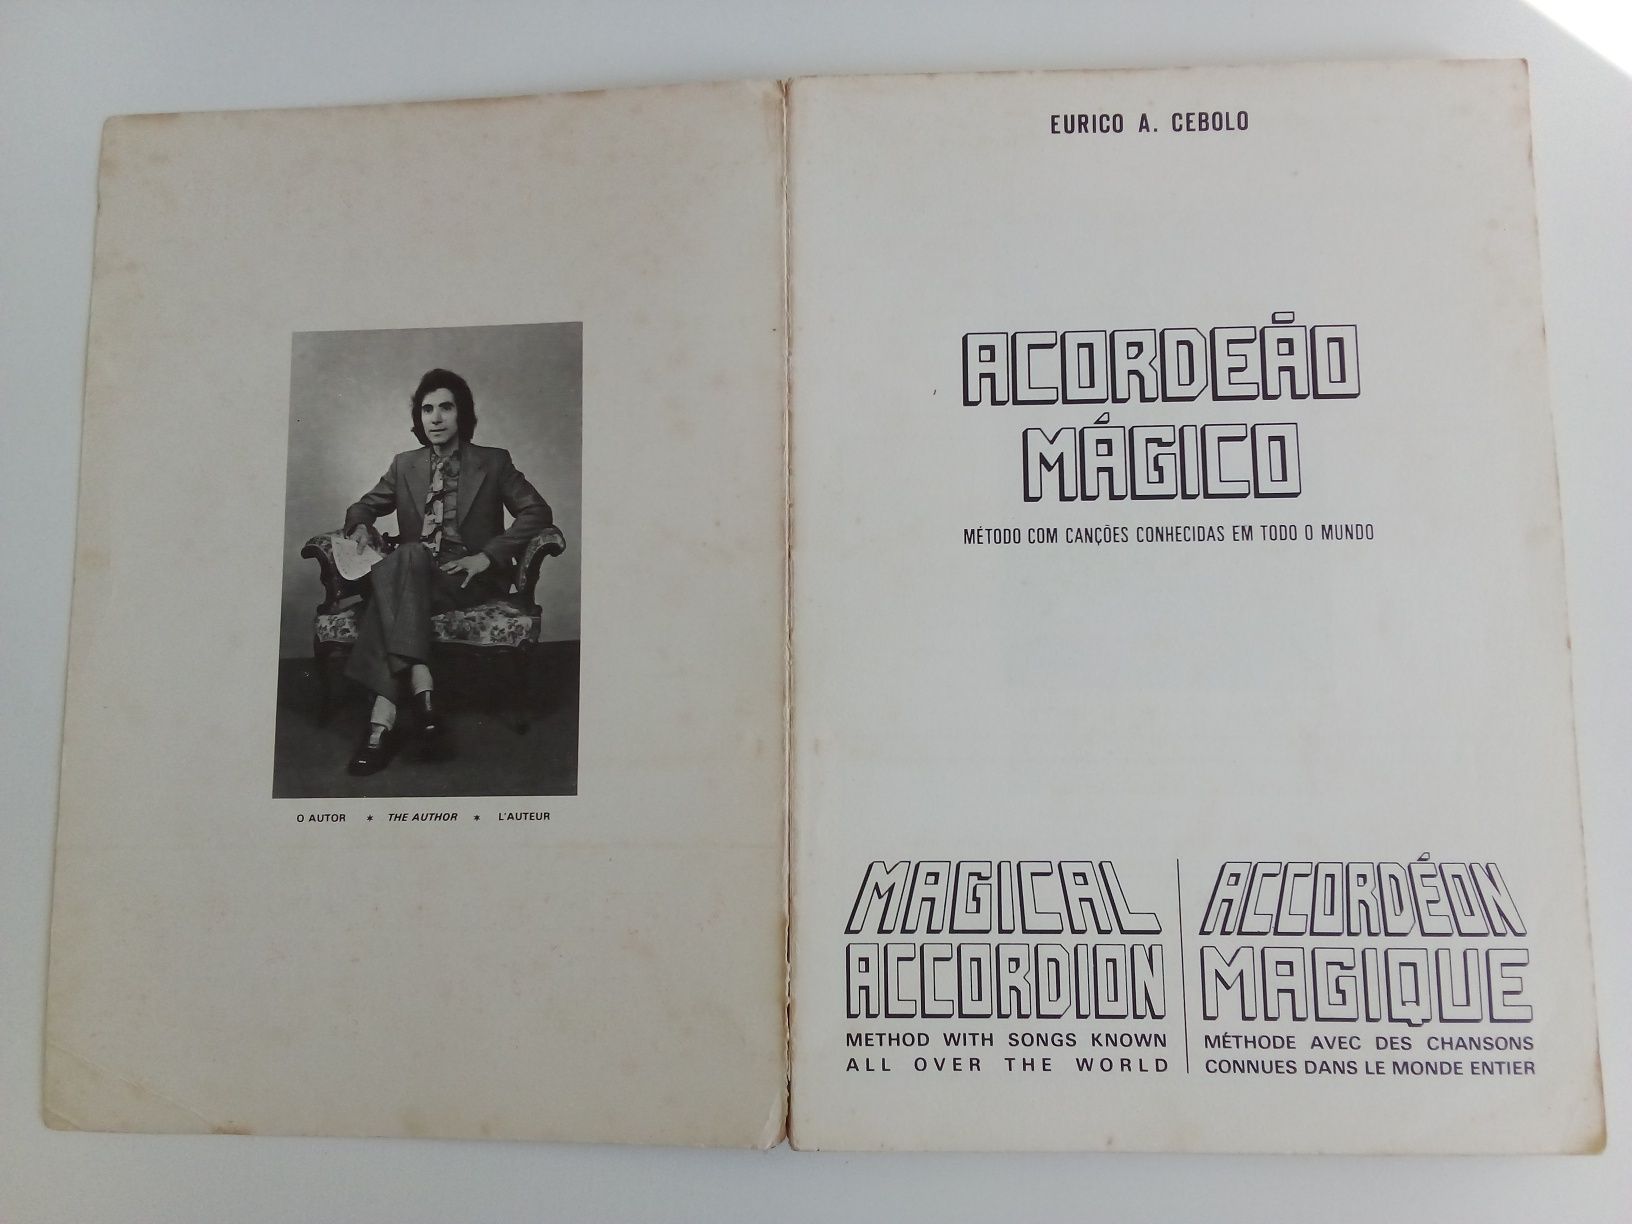 O AUTOR * THE AUTHOR * L'AUTEUR
EURICO A. CEBOLO
ACORDEÃO
MÁGICO
MÉTODO COM CANÇÕES CONHECIDAS EM TODO O MUNDO
MAGICAL
ACCORDION
METHOD WITH SONGS KNOWN
ALL OVER THE WORLD
ACCORDÉON
MAGIQUE
MÉTHODE AVEC DES CHANSONS
CONNUES DANS LE MONDE ENTIER